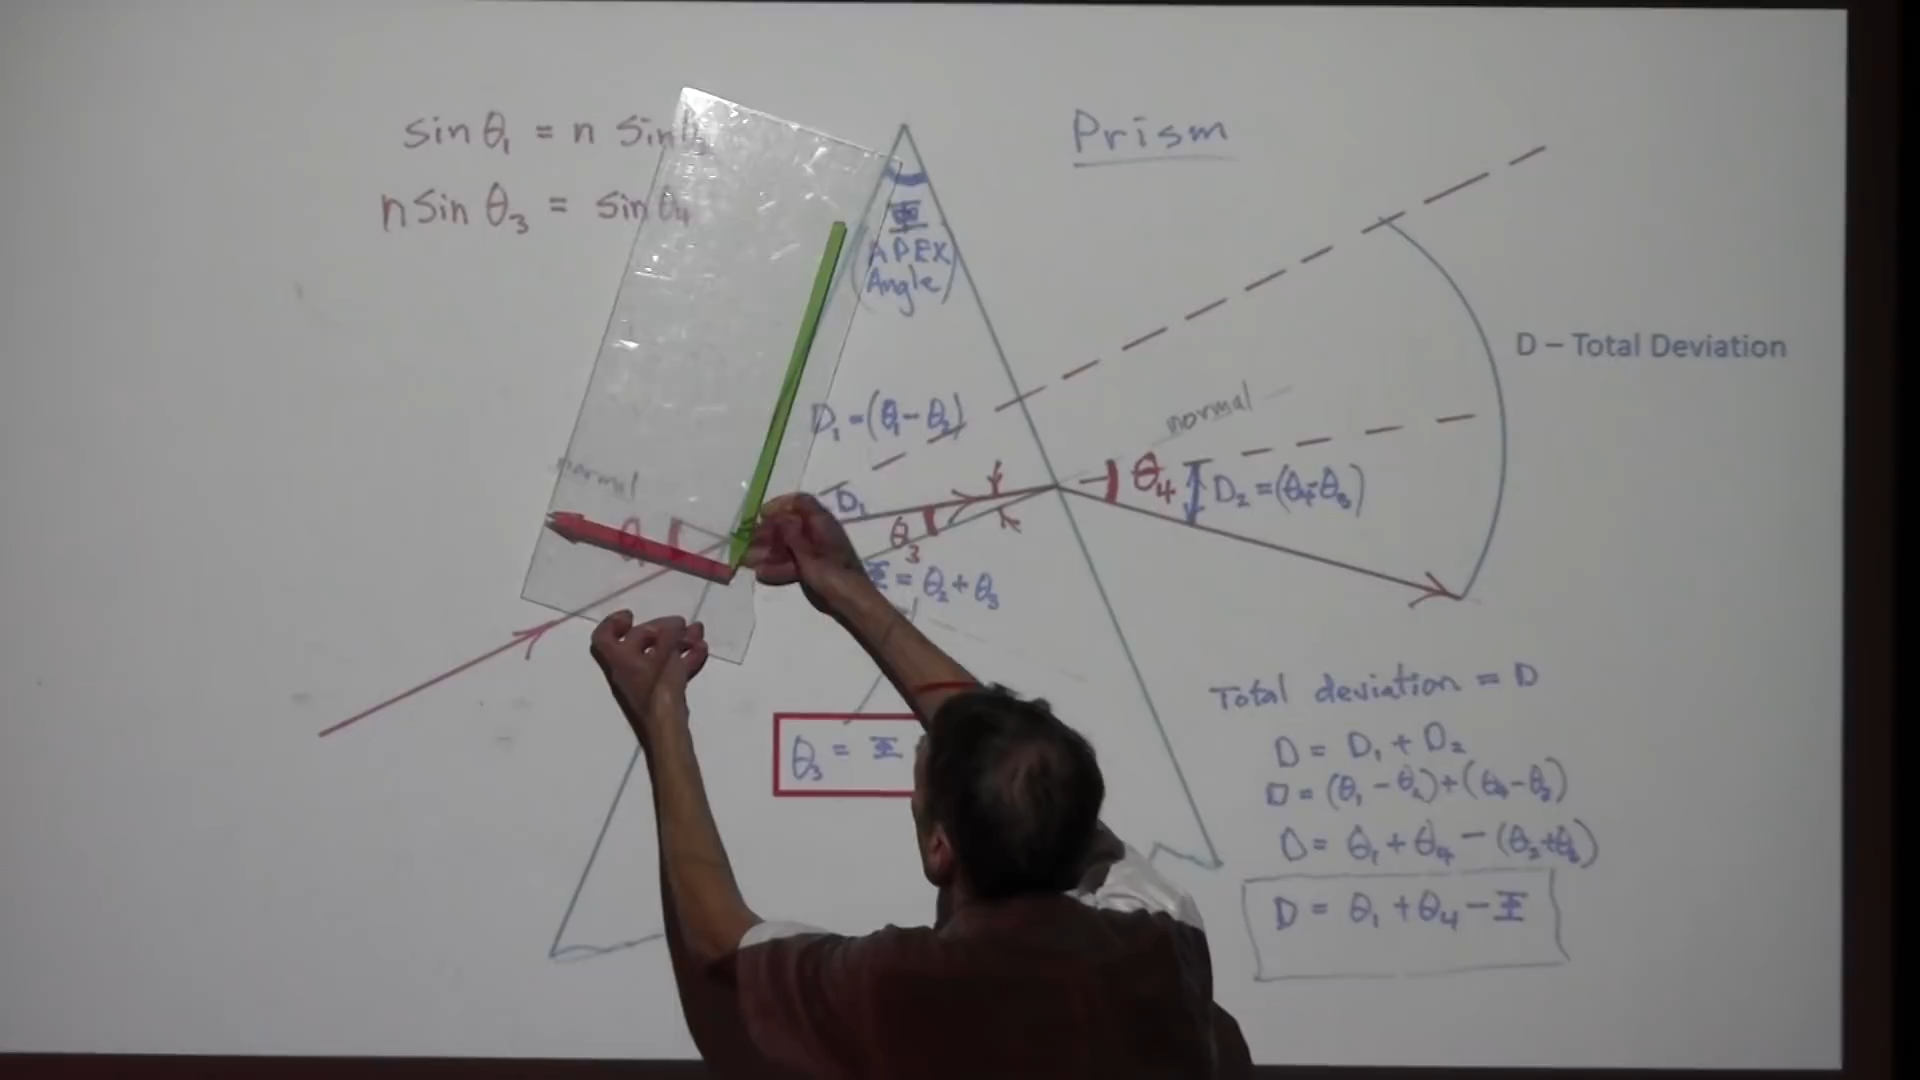 sin θ₁ = n sin
n sin θ₃ = sin θ₄
Prism
Φ
(APEX
Angle)
D – Total Deviation
D₁ = (θ₁ - θ₂)
normal
normal
θ₄
D₂ = (θ₄ - θ₃)
D₁
θ₁
θ₃
Φ = θ₂ + θ₃
θ₃ = Φ
Total deviation = D
D = D₁ + D₂
D = (θ₁ - θ₂) + (θ₄ - θ₃)
D = θ₁ + θ₄ - (θ₂ + θ₃)
D = θ₁ + θ₄ - Φ